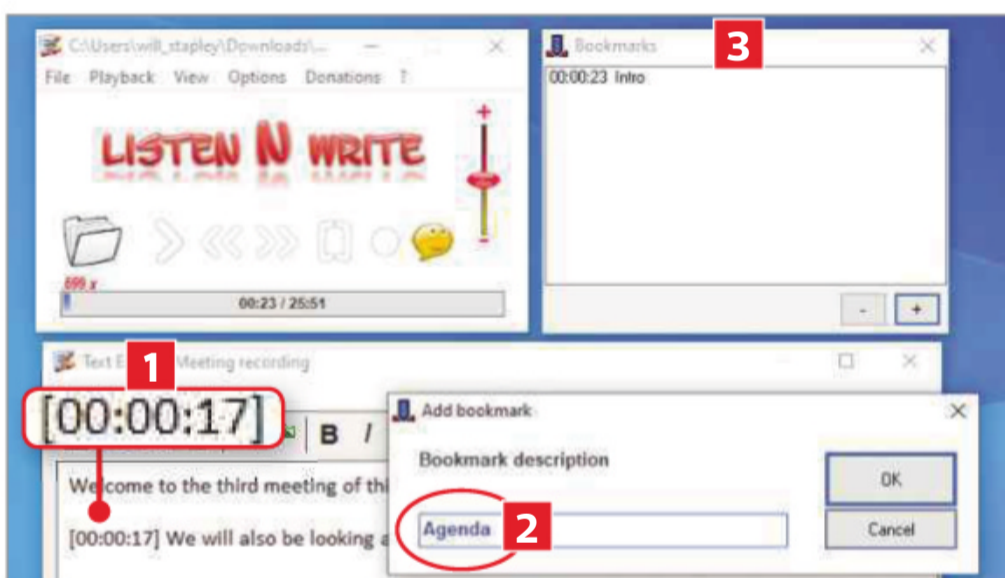 C:\Users\will_stapley\Downloads\...
File Playback View Options Donations ?
LISTEN N WRITE
00:23 / 25:51
Bookmarks
3
00:00:23 Intro
-
+
Text E
1
Meeting recording
[00:00:17]
B I
Welcome to the third meeting of thi
[00:00:17] We will also be looking a
Add bookmark
Bookmark description
Agenda
2
OK
Cancel